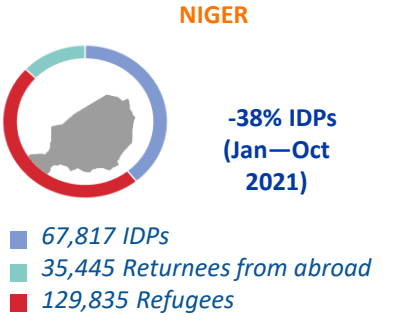 NIGER
-38% IDPs
(Jan—Oct
2021)
67,817 IDPs
35,445 Returnees from abroad
129,835 Refugees